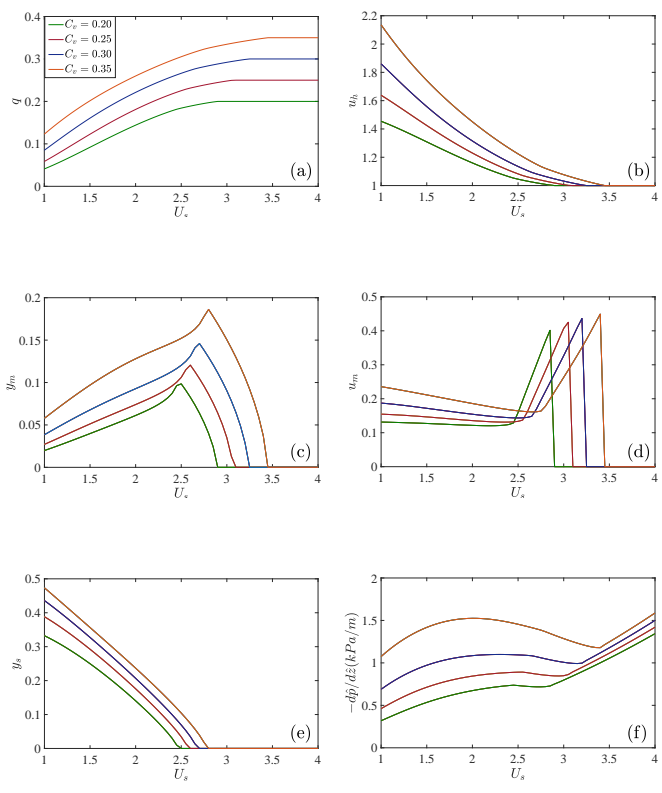 0.4
0.3
0.2
0.1
0
q
C_v = 0.20
C_v = 0.25
C_v = 0.30
C_v = 0.35
(a)
1 1.5 2 2.5 3 3.5 4
U_s
2.2
2
1.8
1.6
1.4
1.2
1
u_h
(b)
1 1.5 2 2.5 3 3.5 4
U_s
0.2
0.15
0.1
0.05
0
y_m
(c)
1 1.5 2 2.5 3 3.5 4
U_s
0.5
0.4
0.3
0.2
0.1
0
u_m
(d)
1 1.5 2 2.5 3 3.5 4
U_s
0.5
0.4
0.3
0.2
0.1
0
y_s
(e)
1 1.5 2 2.5 3 3.5 4
U_s
2
1.5
1
0.5
0
−dp̂/dẑ(kPa/m)
(f)
1 1.5 2 2.5 3 3.5 4
U_s